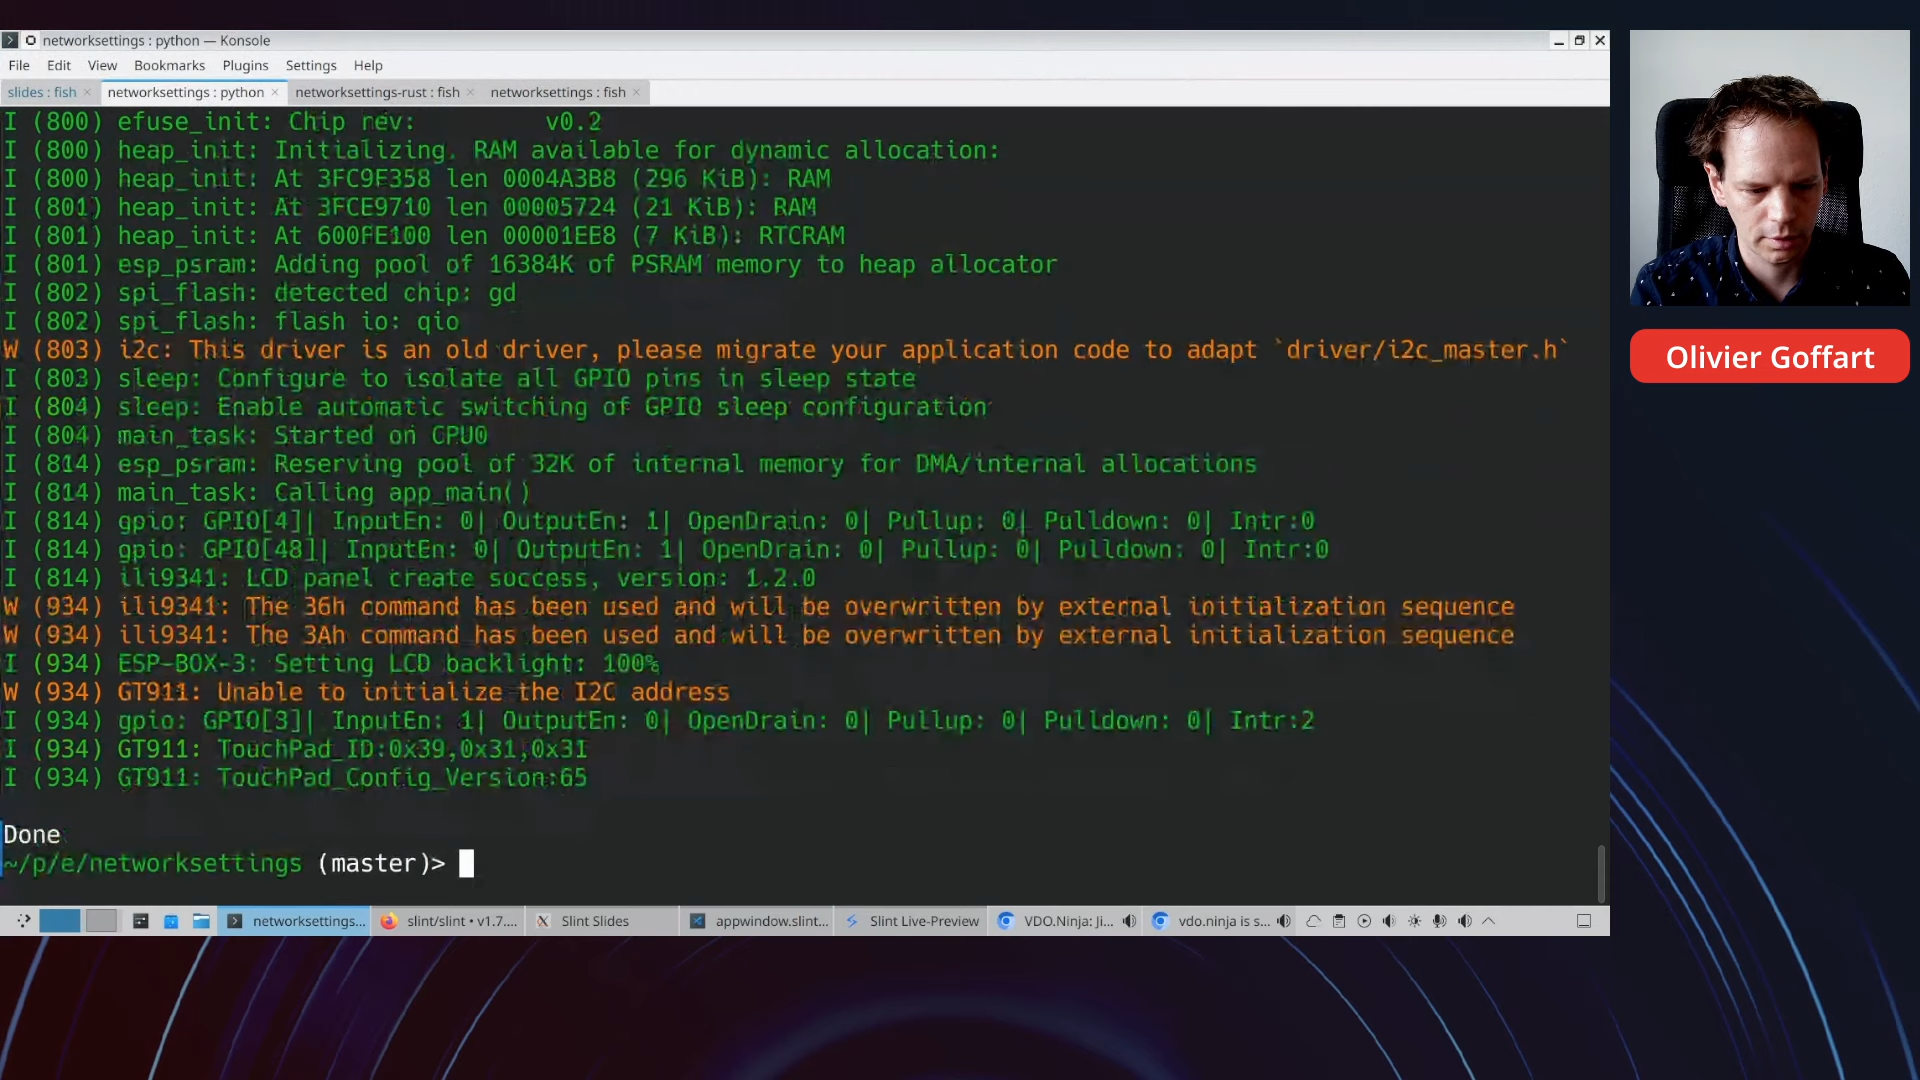 networksettings : python — Konsole
File Edit View Bookmarks Plugins Settings Help
slides : fish networksettings : python networksettings-rust : fish networksettings : fish
I (800) efuse_init: Chip rev: v0.2
I (800) heap_init: Initializing. RAM available for dynamic allocation:
I (800) heap_init: At 3FC9F358 len 0004A3B8 (296 KiB): RAM
I (801) heap_init: At 3FCE9710 len 00005724 (21 KiB): RAM
I (801) heap_init: At 600FE100 len 00001EE8 (7 KiB): RTCRAM
I (801) esp_psram: Adding pool of 16384K of PSRAM memory to heap allocator
I (802) spi_flash: detected chip: gd
I (802) spi_flash: flash io: qio
W (803) i2c: This driver is an old driver, please migrate your application code to adapt `driver/i2c_master.h`
I (803) sleep: Configure to isolate all GPIO pins in sleep state
I (804) sleep: Enable automatic switching of GPIO sleep configuration
I (804) main_task: Started on CPU0
I (814) esp_psram: Reserving pool of 32K of internal memory for DMA/internal allocations
I (814) main_task: Calling app_main()
I (814) gpio: GPIO[4]| InputEn: 0| OutputEn: 1| OpenDrain: 0| Pullup: 0| Pulldown: 0| Intr:0
I (814) gpio: GPIO[48]| InputEn: 0| OutputEn: 1| OpenDrain: 0| Pullup: 0| Pulldown: 0| Intr:0
I (814) ili9341: LCD panel create success, version: 1.2.0
W (934) ili9341: The 36h command has been used and will be overwritten by external initialization sequence
W (934) ili9341: The 3Ah command has been used and will be overwritten by external initialization sequence
I (934) ESP-BOX-3: Setting LCD backlight: 100%
W (934) GT911: Unable to initialize the I2C address
I (934) gpio: GPIO[3]| InputEn: 1| OutputEn: 0| OpenDrain: 0| Pullup: 0| Pulldown: 0| Intr:2
I (934) GT911: TouchPad_ID:0x39,0x31,0x31
I (934) GT911: TouchPad_Config_Version:65
Done
~/p/e/networksettings (master)>
networksettings... slint/slint • v1.7.... Slint Slides appwindow.slint... Slint Live-Preview VDO.Ninja: Ji... vdo.ninja is s...
Olivier Goffart